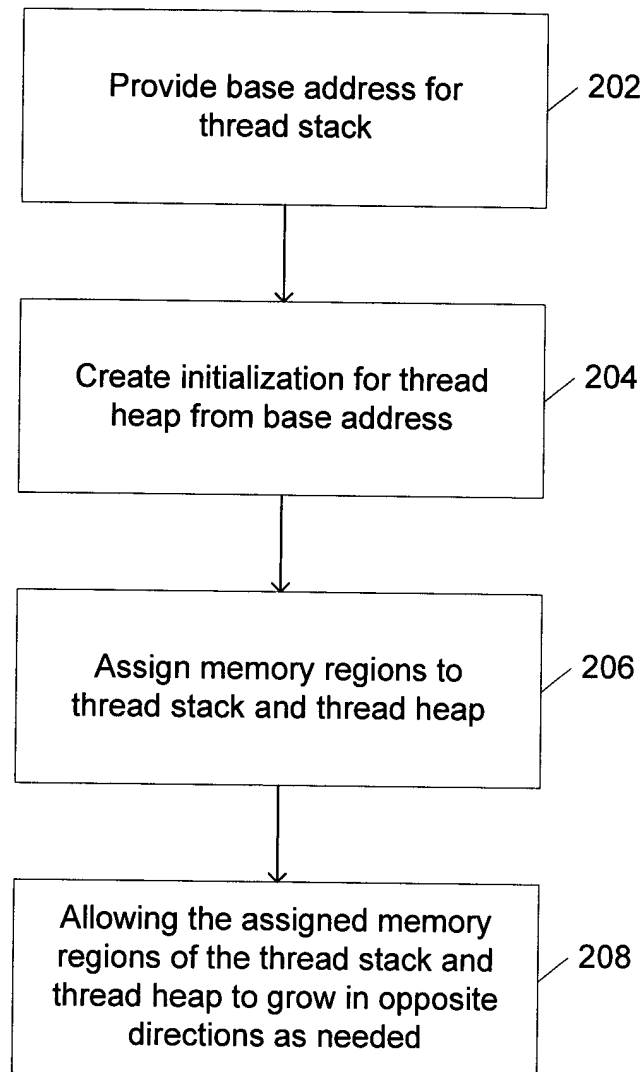 Provide base address for
thread stack
202
Create initialization for thread
heap from base address
204
Assign memory regions to
thread stack and thread heap
206
Allowing the assigned memory
regions of the thread stack and
thread heap to grow in opposite
directions as needed
208